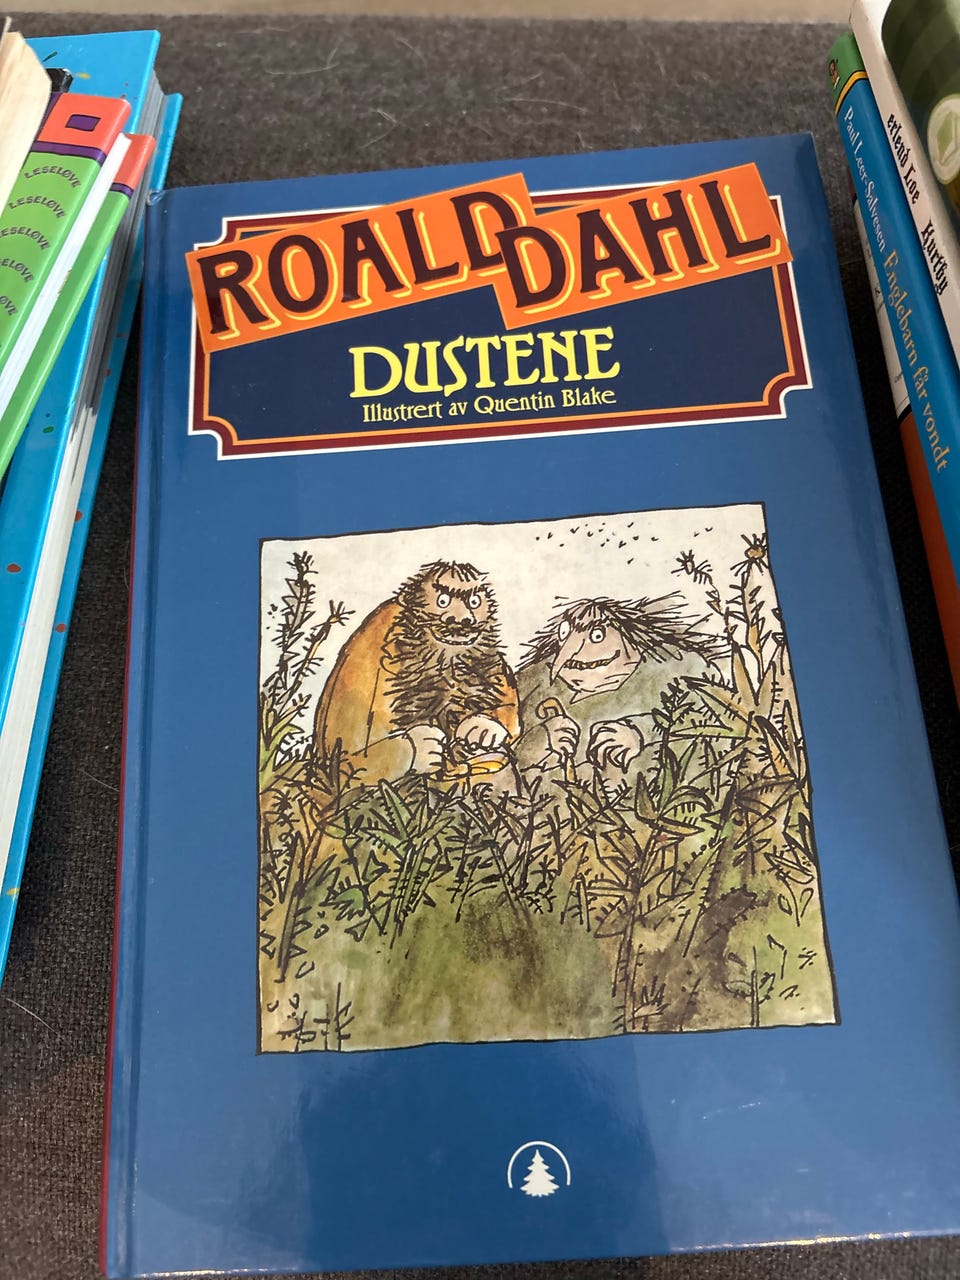 ROALD DAHL
DUSTENE
Illustrert av Quentin Blake
LESELØVE
LESELØVE
LESELØVE
Paul Leer-Salvesen Englebarn får vondt
erlend Loe Kurtby